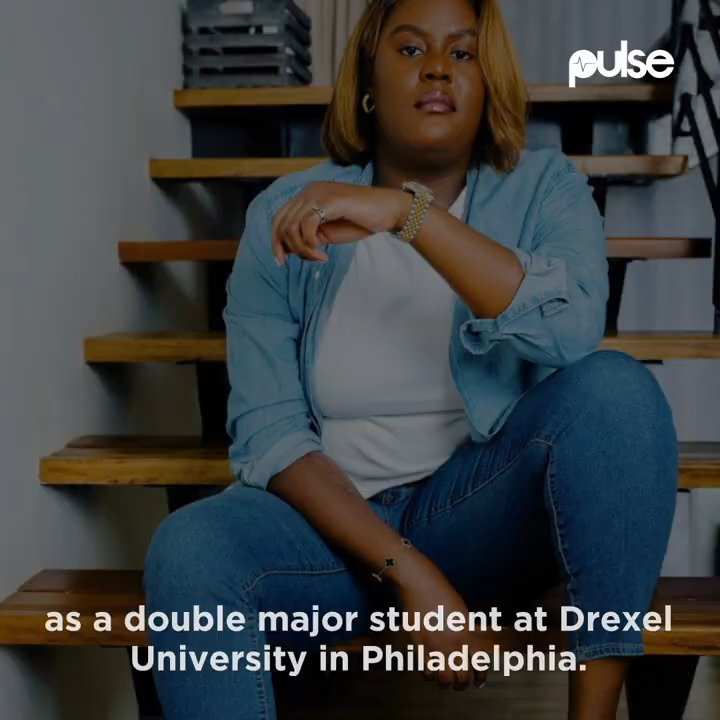 pulse
as a double major student at Drexel
University in Philadelphia.